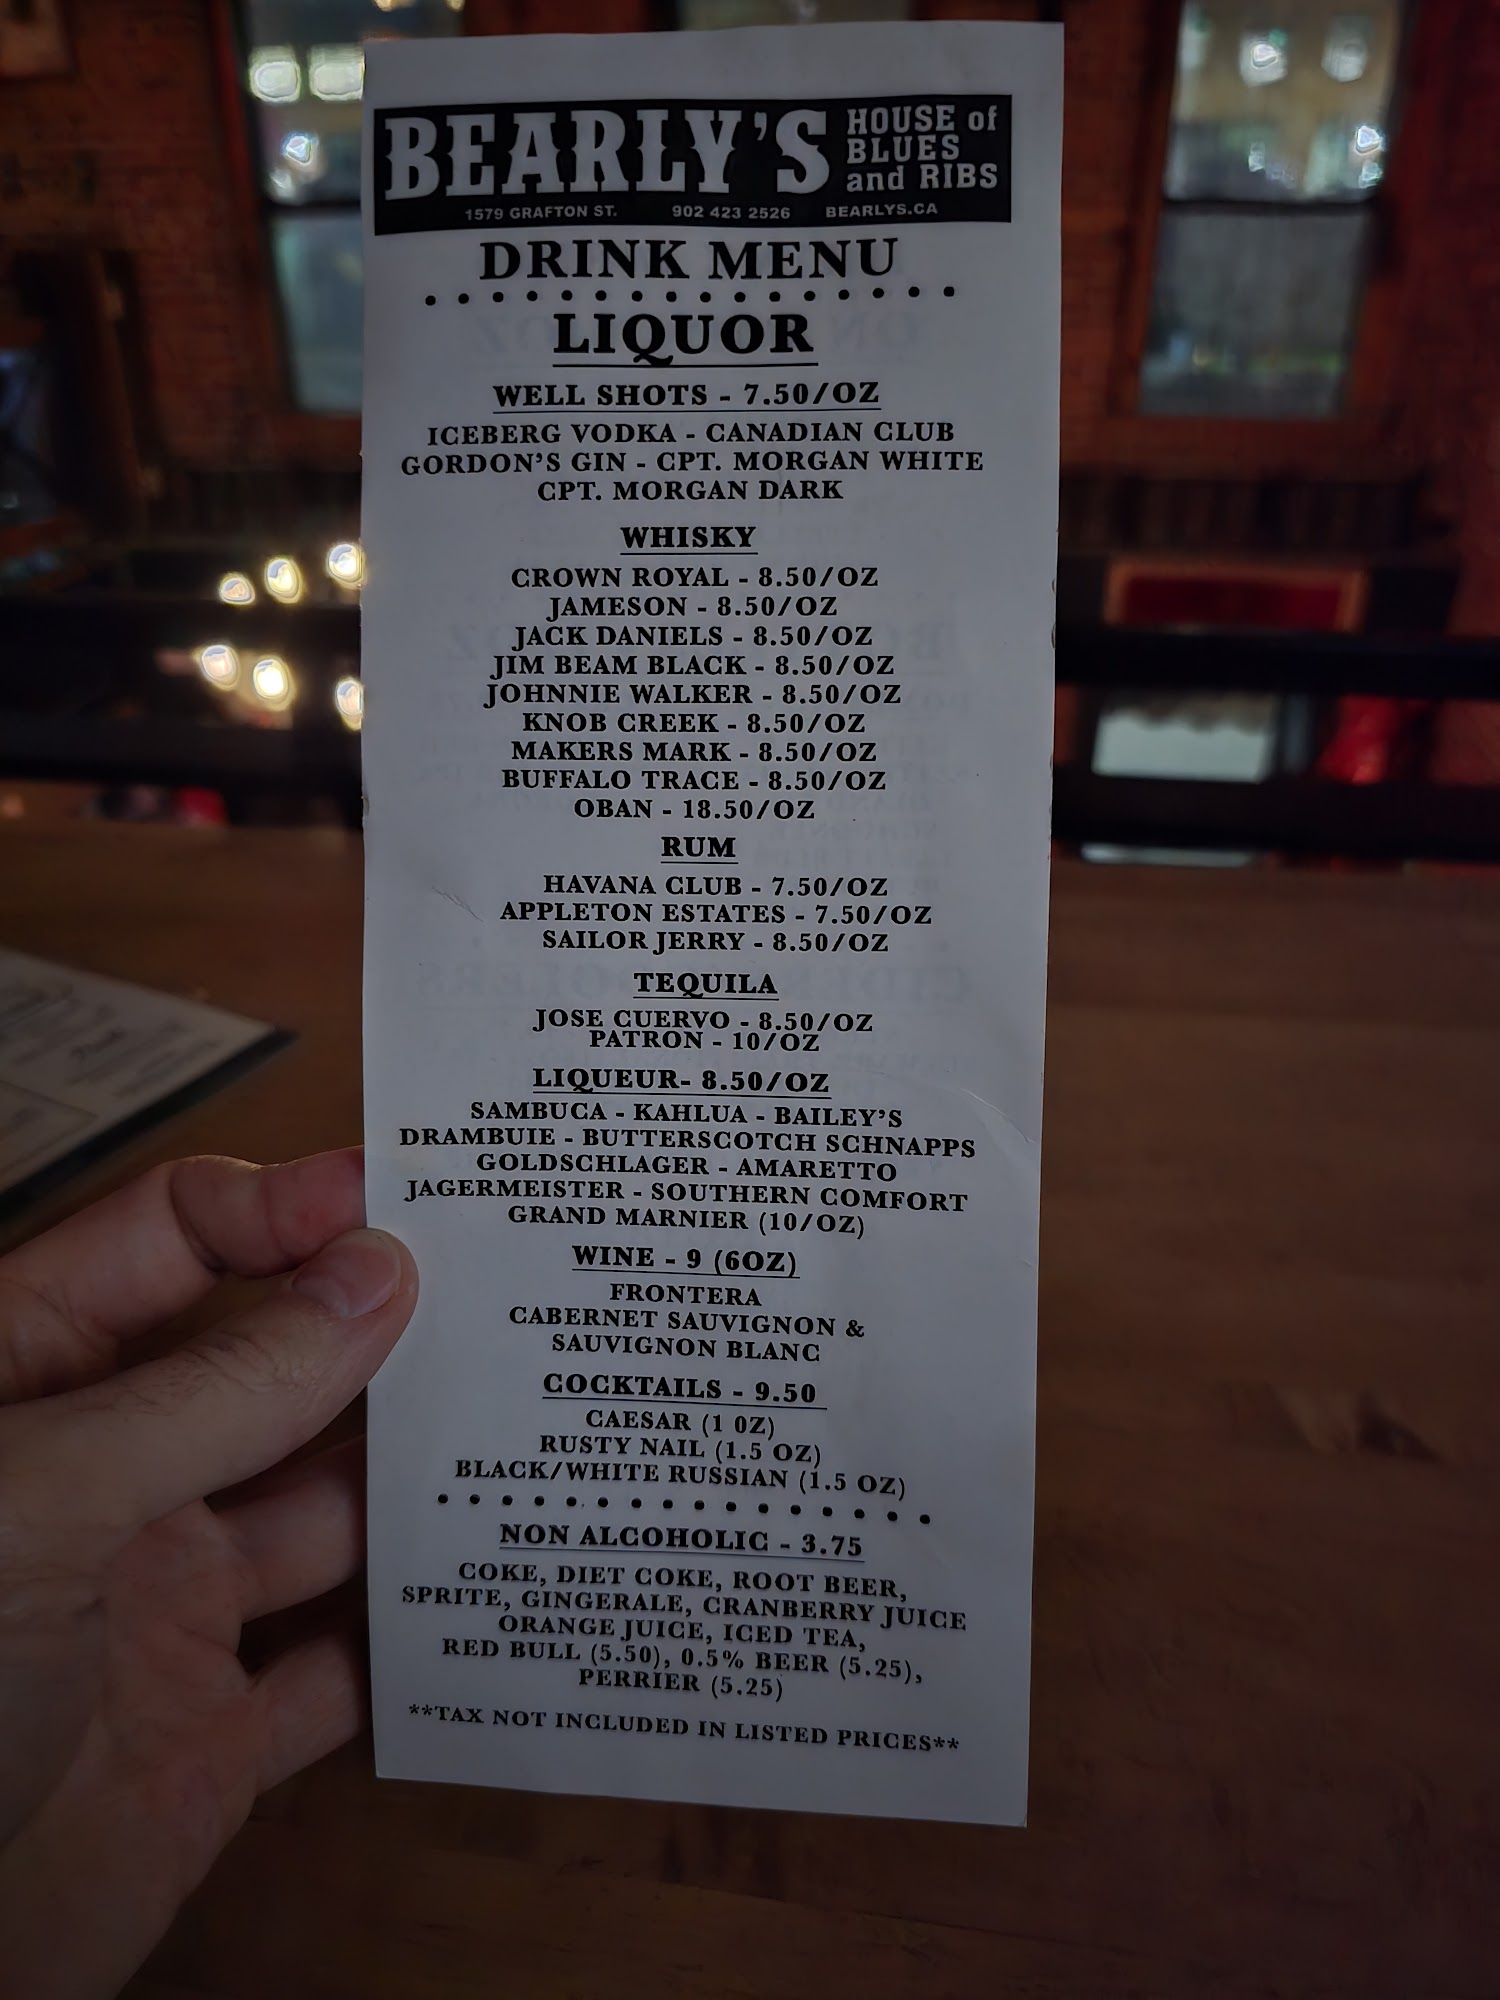 BEARLY'S
HOUSE of
BLUES
and RIBS
1579 GRAFTON ST. 902 423 2526 BEARLYS.CA
DRINK MENU
LIQUOR
WELL SHOTS - 7.50/OZ
ICEBERG VODKA - CANADIAN CLUB
GORDON'S GIN - CPT. MORGAN WHITE
CPT. MORGAN DARK
WHISKY
CROWN ROYAL - 8.50/OZ
JAMESON - 8.50/OZ
JACK DANIELS - 8.50/OZ
JIM BEAM BLACK - 8.50/OZ
JOHNNIE WALKER - 8.50/OZ
KNOB CREEK - 8.50/OZ
MAKERS MARK - 8.50/OZ
BUFFALO TRACE - 8.50/OZ
OBAN - 18.50/OZ
RUM
HAVANA CLUB - 7.50/OZ
APPLETON ESTATES - 7.50/OZ
SAILOR JERRY - 8.50/OZ
TEQUILA
JOSE CUERVO - 8.50/OZ
PATRON - 10/OZ
LIQUEUR- 8.50/OZ
SAMBUCA - KAHLUA - BAILEY'S
DRAMBUIE - BUTTERSCOTCH SCHNAPPS
GOLDSCHLAGER - AMARETTO
JAGERMEISTER - SOUTHERN COMFORT
GRAND MARNIER (10/OZ)
WINE - 9 (6OZ)
FRONTERA
CABERNET SAUVIGNON &
SAUVIGNON BLANC
COCKTAILS - 9.50
CAESAR (1 0Z)
RUSTY NAIL (1.5 OZ)
BLACK/WHITE RUSSIAN (1.5 OZ)
NON ALCOHOLIC - 3.75
COKE, DIET COKE, ROOT BEER,
SPRITE, GINGERALE, CRANBERRY JUICE
ORANGE JUICE, ICED TEA,
RED BULL (5.50), 0.5% BEER (5.25),
PERRIER (5.25)
**TAX NOT INCLUDED IN LISTED PRICES**